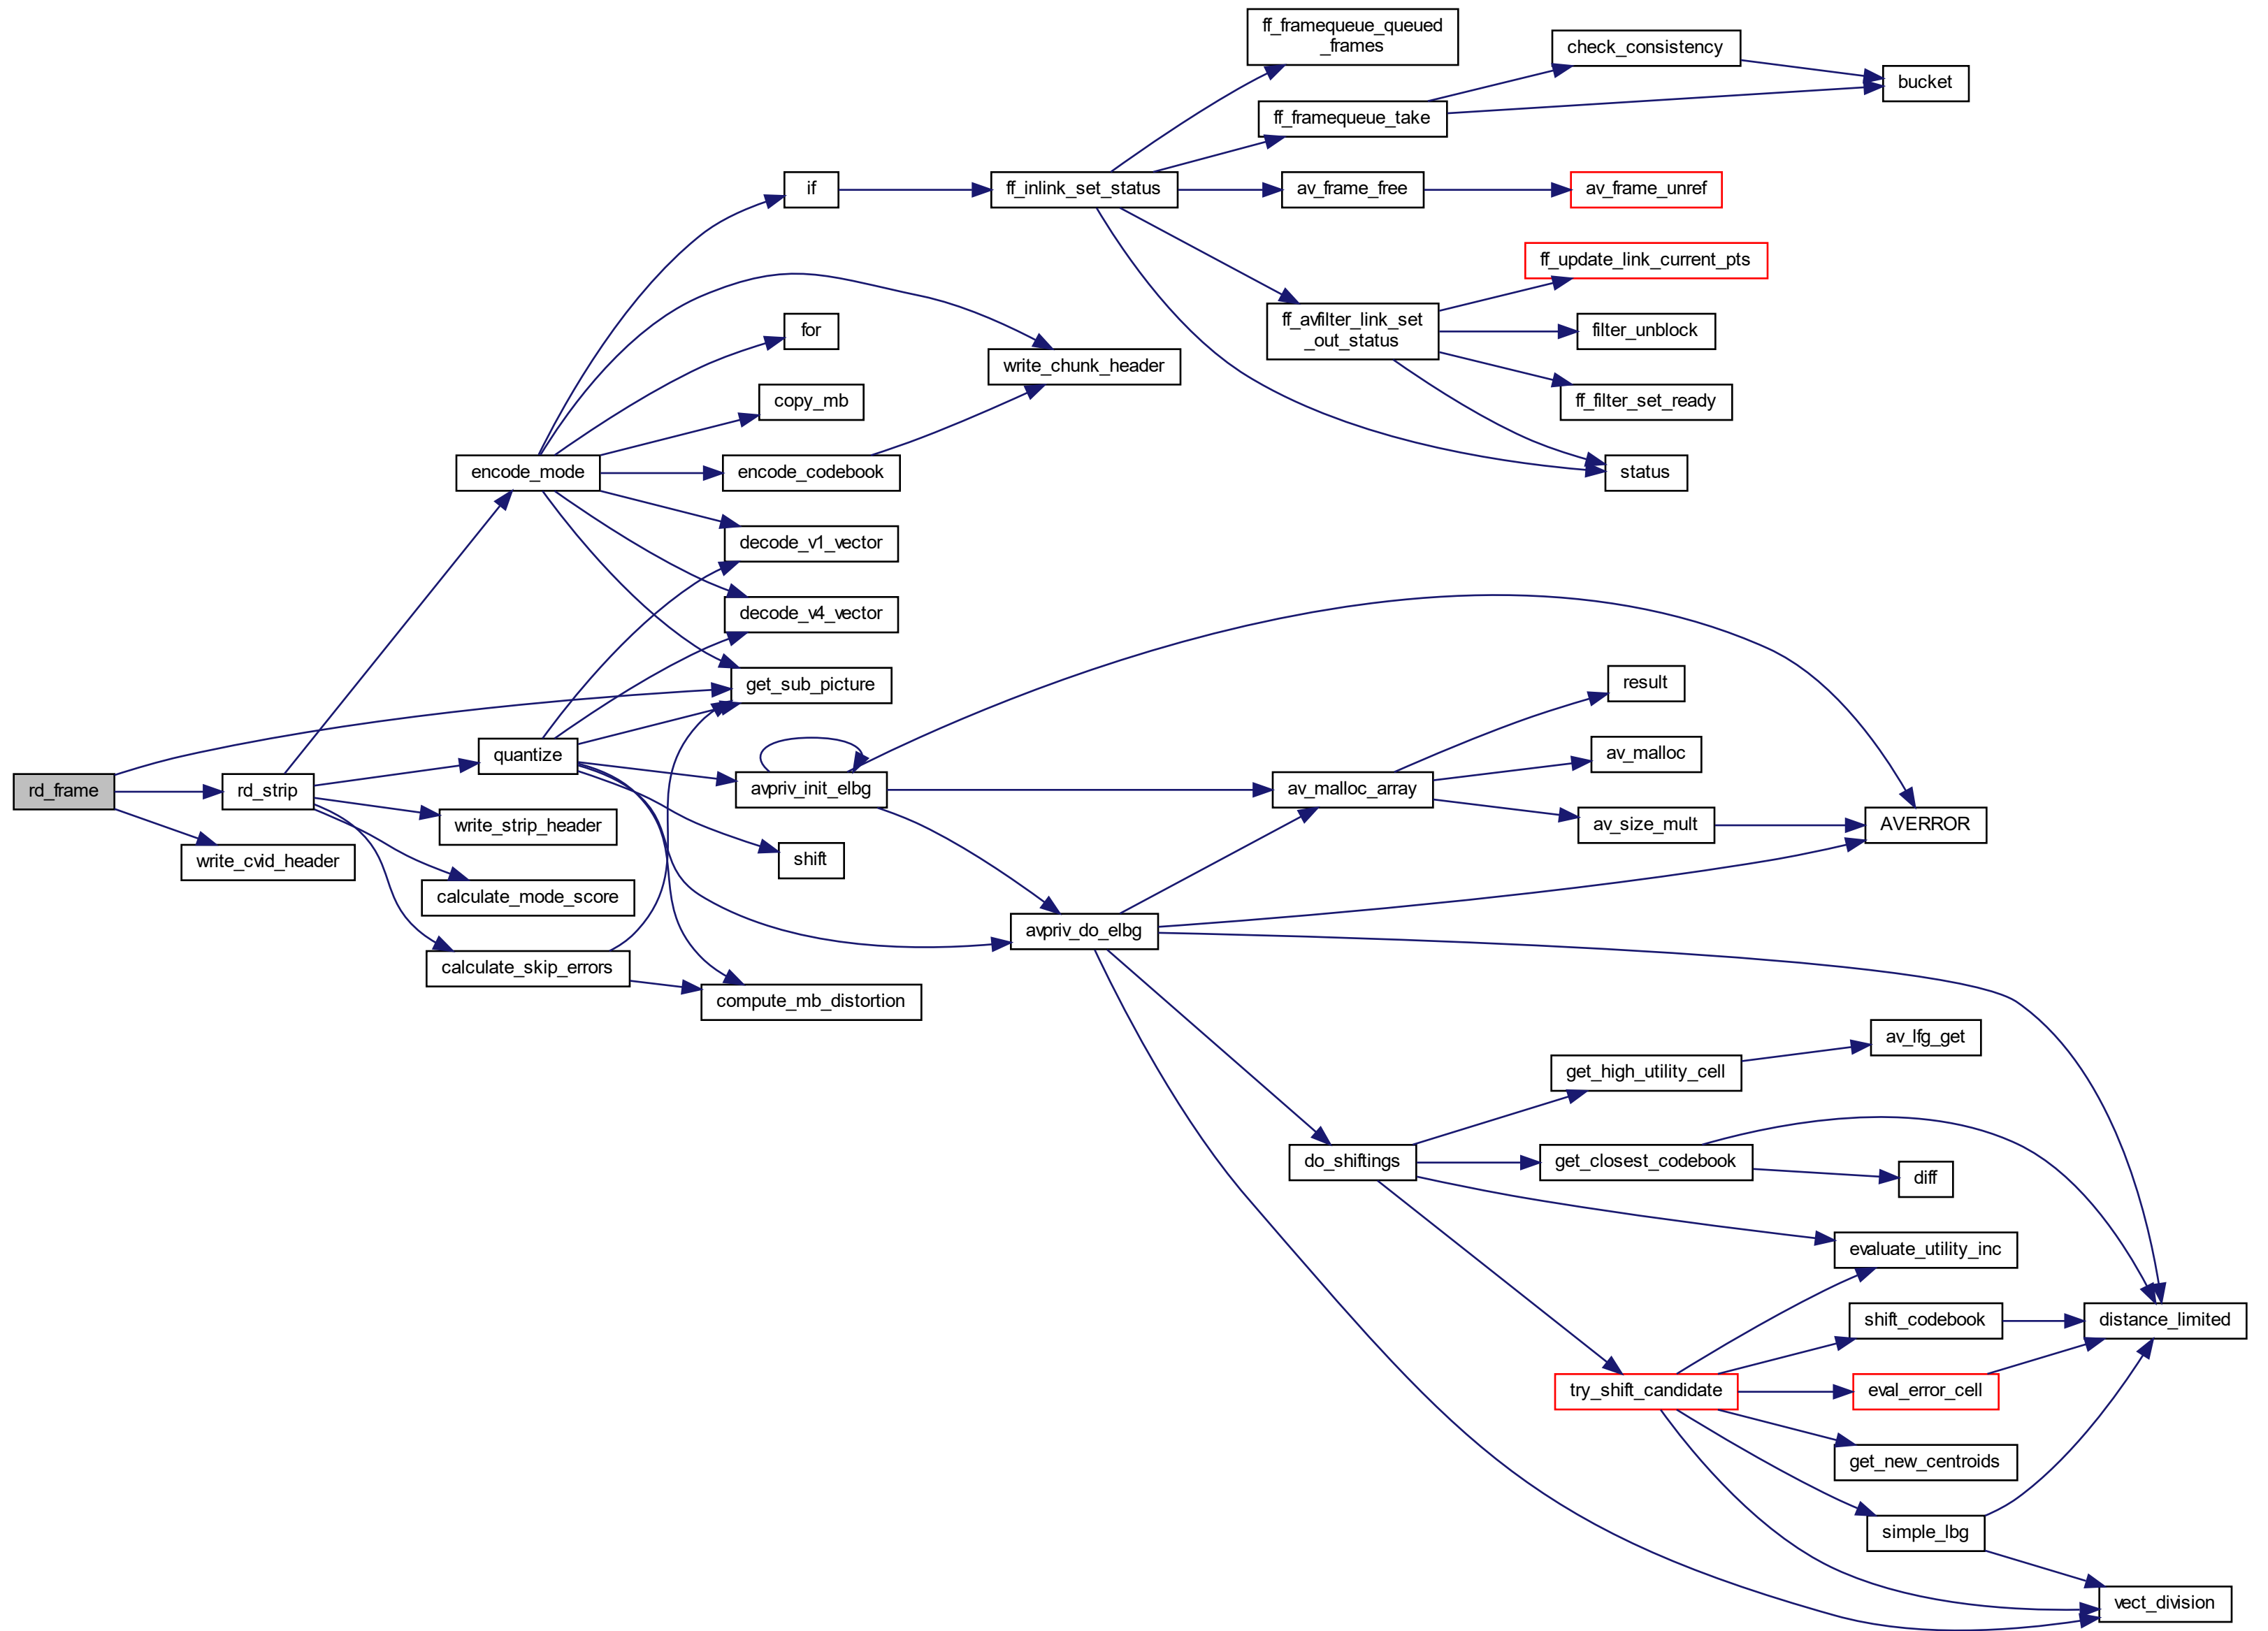 ff_framequeue_queued
_frames
check_consistency
bucket
ff_framequeue_take
if
ff_inlink_set_status
av_frame_free
av_frame_unref
ff_update_link_current_pts
for
ff_avfilter_link_set
_out_status
filter_unblock
write_chunk_header
copy_mb
ff_filter_set_ready
encode_mode
encode_codebook
status
decode_v1_vector
decode_v4_vector
get_sub_picture
result
quantize
av_malloc
rd_frame
rd_strip
avpriv_init_elbg
av_malloc_array
write_strip_header
av_size_mult
AVERROR
write_cvid_header
shift
calculate_mode_score
avpriv_do_elbg
calculate_skip_errors
compute_mb_distortion
av_lfg_get
get_high_utility_cell
do_shiftings
get_closest_codebook
diff
evaluate_utility_inc
shift_codebook
distance_limited
try_shift_candidate
eval_error_cell
get_new_centroids
simple_lbg
vect_division